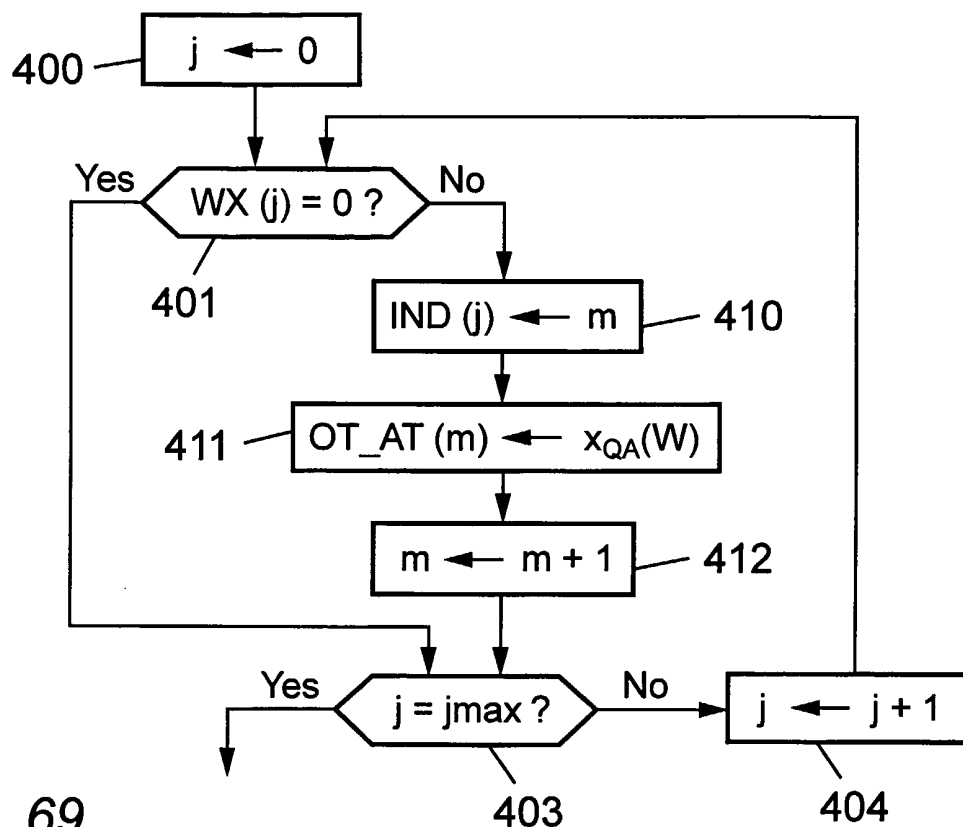 j ← 0
400
Yes
WX (j) = 0 ?
No
401
IND (j) ← m
410
411
OT_AT (m) ← xQA(W)
m ← m + 1
412
Yes
j = jmax ?
No
j ← j + 1
403
404
69